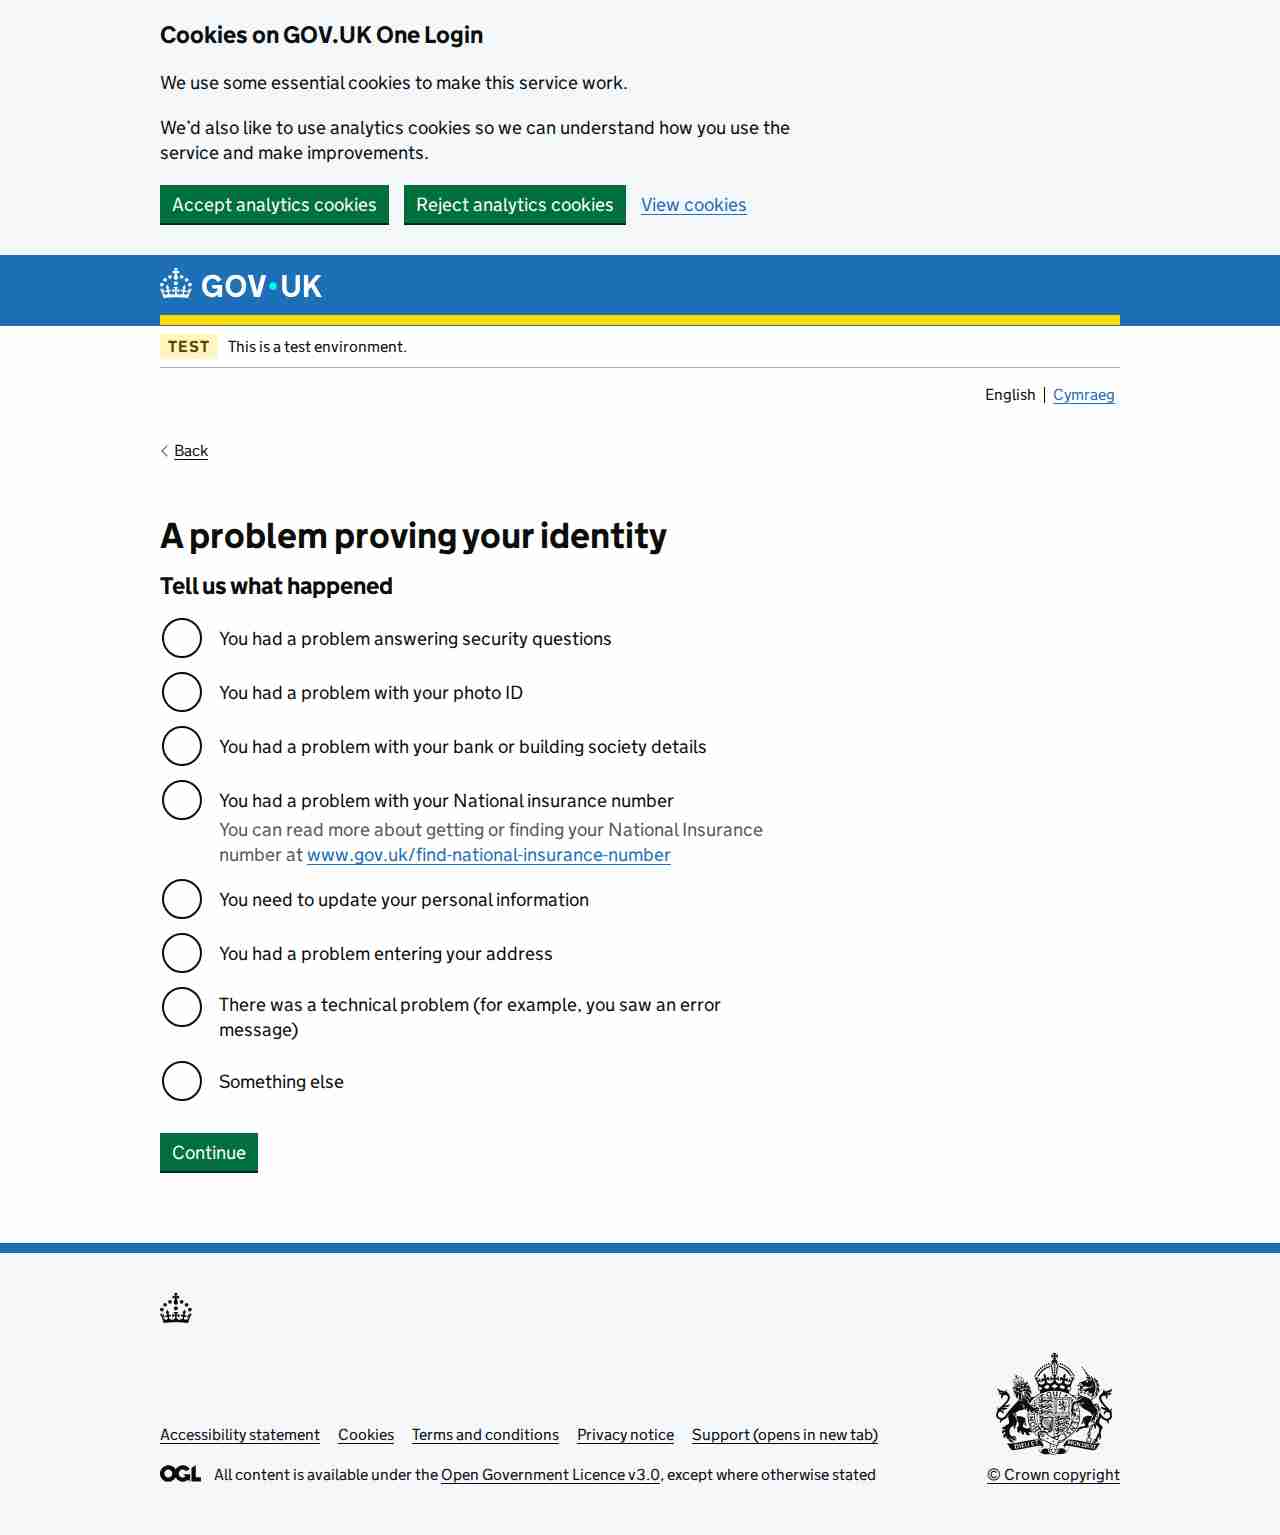 Cookies on GOV.UK One Login
We use some essential cookies to make this service work.
We'd also like to use analytics cookies so we can understand how you use the
service and make improvements.
Accept analytics cookies Reject analytics cookies View cookies
GOV·UK
TEST This is a test environment.
English Cymraeg
Back
A problem proving your identity
Tell us what happened
You had a problem answering security questions
You had a problem with your photo ID
You had a problem with your bank or building society details
You had a problem with your National insurance number
You can read more about getting or finding your National Insurance
number at www.gov.uk/find-national-insurance-number
You need to update your personal information
You had a problem entering your address
There was a technical problem (for example, you saw an error
message)
Something else
Continue
Accessibility statement Cookies Terms and conditions Privacy notice Support (opens in new tab)
OGL All content is available under the Open Government Licence v3.0, except where otherwise stated
© Crown copyright